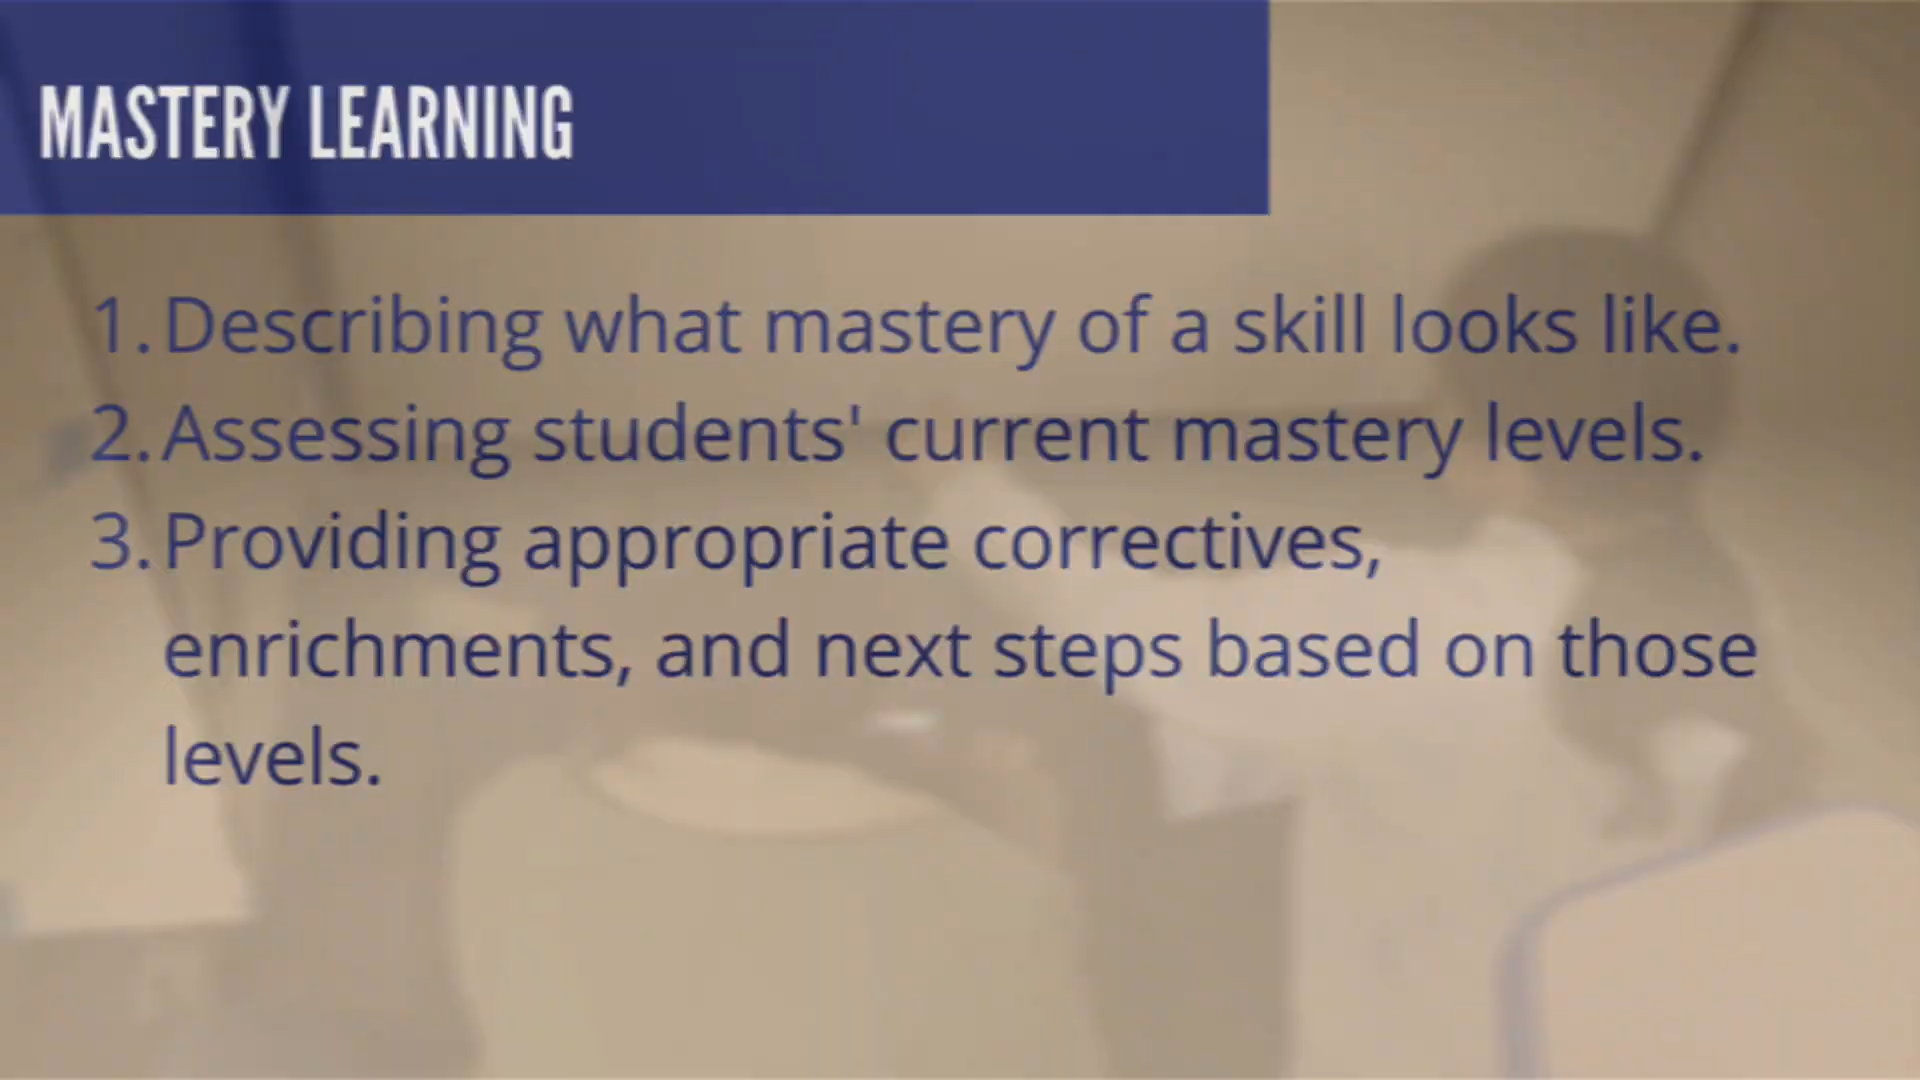 MASTERY LEARNING
1. Describing what mastery of a skill looks like.
2. Assessing students' current mastery levels.
3. Providing appropriate correctives,
enrichments, and next steps based on those
levels.